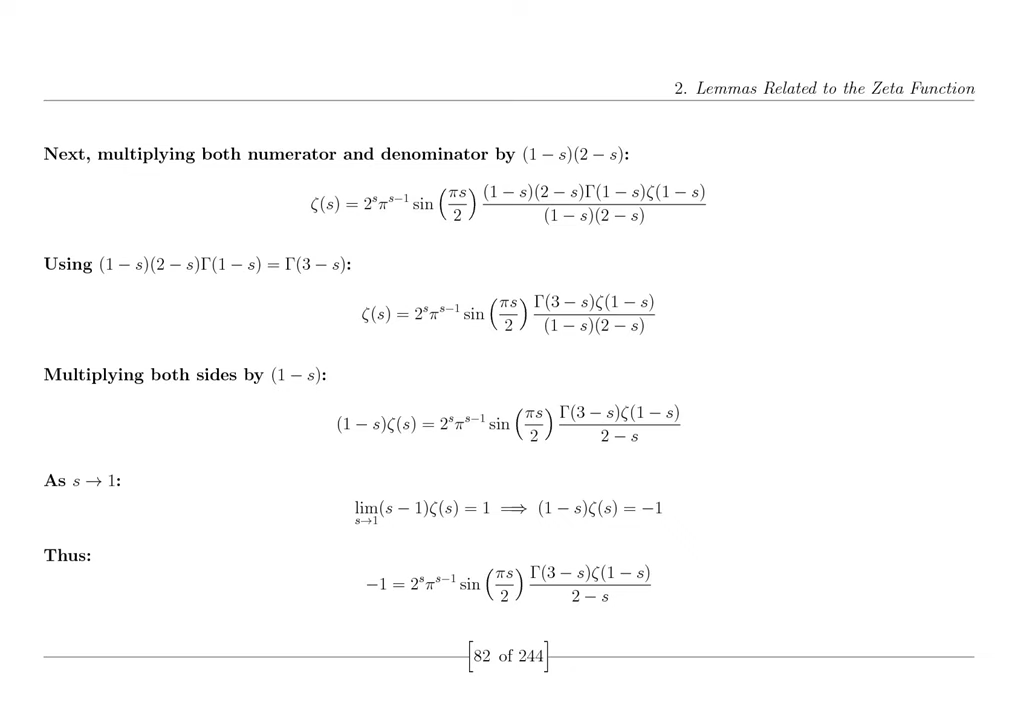 2. Lemmas Related to the Zeta Function
Next, multiplying both numerator and denominator by (1 − s)(2 − s):
ζ(s) = 2^s π^{s−1} sin(πs/2) (1 − s)(2 − s)Γ(1 − s)ζ(1 − s) / (1 − s)(2 − s)
Using (1 − s)(2 − s)Γ(1 − s) = Γ(3 − s):
ζ(s) = 2^s π^{s−1} sin(πs/2) Γ(3 − s)ζ(1 − s) / (1 − s)(2 − s)
Multiplying both sides by (1 − s):
(1 − s)ζ(s) = 2^s π^{s−1} sin(πs/2) Γ(3 − s)ζ(1 − s) / 2 − s
As s → 1:
lim_{s→1}(s − 1)ζ(s) = 1 ⟹ (1 − s)ζ(s) = −1
Thus:
−1 = 2^s π^{s−1} sin(πs/2) Γ(3 − s)ζ(1 − s) / 2 − s
[82 of 244]